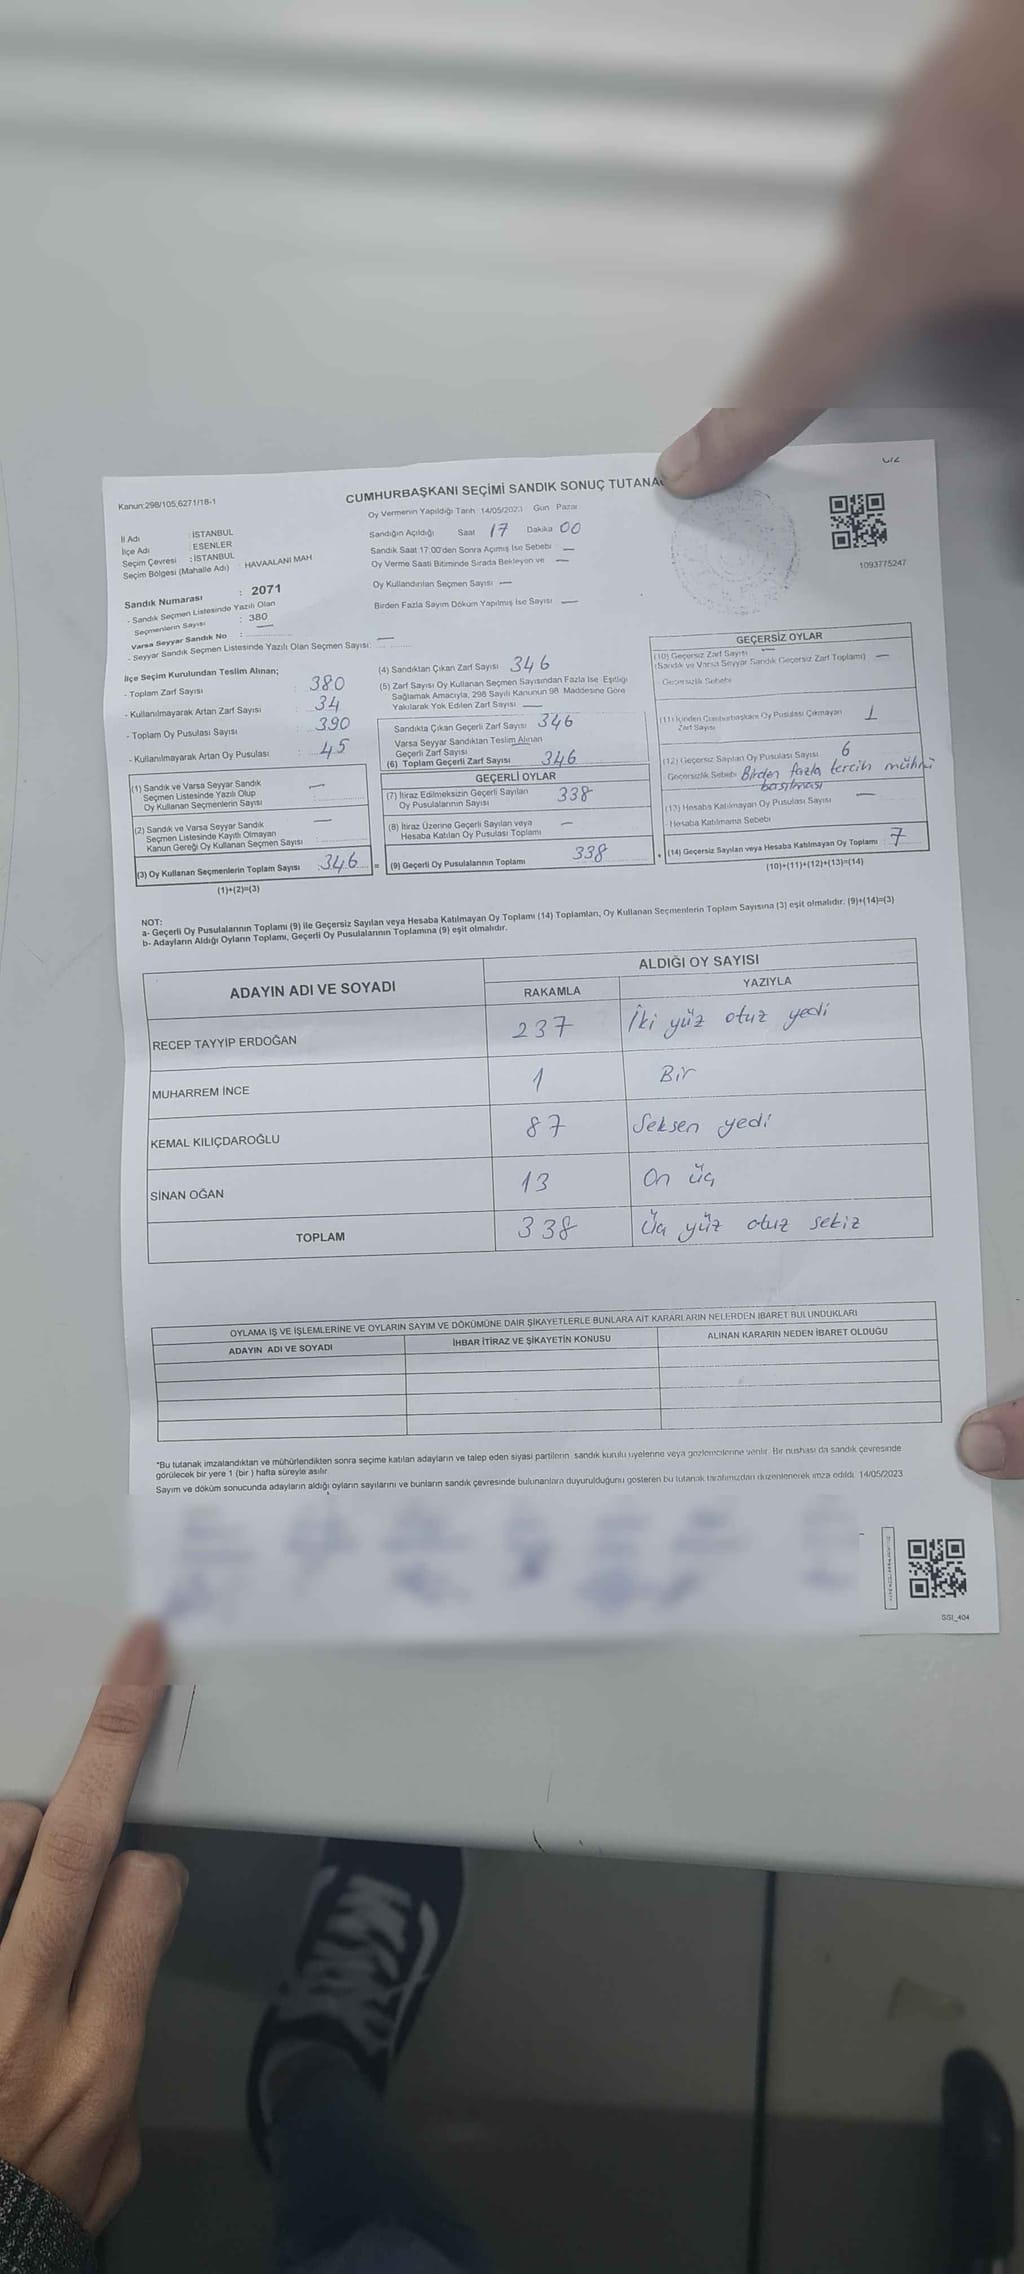 Kanun:298/105,6271/18-1
CUMHURBAŞKANI SEÇİMİ SANDIK SONUÇ TUTANA
Oy Vermenin Yapıldığı Tarih 14/05/2023 Gün Pazar
İl Adı : İSTANBUL
İlçe Adı : ESENLER
Seçim Çevresi : İSTANBUL
Seçim Bölgesi (Mahalle Adı) : HAVAALANI MAH
Sandığın Açıldığı Saat 17 Dakika 00
Sandık Saat 17:00'den Sonra Açımış İse Sebebi —
Oy Verme Saati Bitiminde Sırada Bekleyen ve —
Oy Kullandırılan Seçmen Sayısı —
Birden Fazla Sayım Döküm Yapılmış İse Sayısı —
1093775247
Sandık Numarası : 2071
- Sandık Seçmen Listesinde Yazılı Olan
Seçmenlerin Sayısı : 380
Varsa Seyyar Sandık No : —
- Seyyar Sandık Seçmen Listesinde Yazılı Olan Seçmen Sayısı: —
İlçe Seçim Kurulundan Teslim Alınan;
- Toplam Zarf Sayısı : 380
- Kullanılmayarak Artan Zarf Sayısı : 34
- Toplam Oy Pusulası Sayısı : 390
- Kullanılmayarak Artan Oy Pusulası : 45
(1) Sandık ve Varsa Seyyar Sandık
Seçmen Listesinde Yazılı Olup
Oy Kullanan Seçmenlerin Sayısı —
(2) Sandık ve Varsa Seyyar Sandık
Seçmen Listesinde Kayıtlı Olmayan
Kanun Gereği Oy Kullanan Seçmen Sayısı —
(3) Oy Kullanan Seçmenlerin Toplam Sayısı : 346 =
(1)+(2)=(3)
(4) Sandıktan Çıkan Zarf Sayısı 346
(5) Zarf Sayısı Oy Kullanan Seçmen Sayısından Fazla İse Eşitliği
Sağlamak Amacıyla, 298 Sayılı Kanunun 98. Maddesine Göre
Yakılarak Yok Edilen Zarf Sayısı —
Sandıkta Çıkan Geçerli Zarf Sayısı 346
Varsa Seyyar Sandıktan Teslim Alınan
Geçerli Zarf Sayısı
(6) Toplam Geçerli Zarf Sayısı 346
GEÇERLİ OYLAR
(7) İtiraz Edilmeksizin Geçerli Sayılan
Oy Pusulalarının Sayısı 338
(8) İtiraz Üzerine Geçerli Sayılan veya
Hesaba Katılan Oy Pusulası Toplamı —
(9) Geçerli Oy Pusulalarının Toplamı 338
GEÇERSİZ OYLAR
(10) Geçersiz Zarf Sayısı —
(Sandık ve Varsa Seyyar Sandık Geçersiz Zarf Toplamı) —
- Geçersizlik Sebebi
(11) İçinden Cumhurbaşkanı Oy Pusulası Çıkmayan
Zarf Sayısı 1
(12) Geçersiz Sayılan Oy Pusulası Sayısı 6
- Geçersizlik Sebebi Birden fazla tercih mührü
basılması
(13) Hesaba Katılmayan Oy Pusulası Sayısı —
- Hesaba Katılmama Sebebi
+ (14) Geçersiz Sayılan veya Hesaba Katılmayan Oy Toplamı : 7
(10)+(11)+(12)+(13)=(14)
NOT:
a- Geçerli Oy Pusulalarının Toplamı (9) ile Geçersiz Sayılan veya Hesaba Katılmayan Oy Toplamı (14) Toplamları, Oy Kullanan Seçmenlerin Toplam Sayısına (3) eşit olmalıdır. (9)+(14)=(3)
b- Adayların Aldığı Oyların Toplamı, Geçerli Oy Pusulalarının Toplamına (9) eşit olmalıdır.
ADAYIN ADI VE SOYADI
ALDIĞI OY SAYISI
RAKAMLA YAZIYLA
RECEP TAYYİP ERDOĞAN 237 İki yüz otuz yedi
MUHARREM İNCE 1 Bir
KEMAL KILIÇDAROĞLU 87 Seksen yedi
SİNAN OĞAN 13 On üç
TOPLAM 338 Üç yüz otuz sekiz
OYLAMA İŞ VE İŞLEMLERİNE VE OYLARIN SAYIM VE DÖKÜMÜNE DAİR ŞİKAYETLERLE BUNLARA AİT KARARLARIN NELERDEN İBARET BULUNDUKLARI
ADAYIN ADI VE SOYADI İHBAR İTİRAZ VE ŞİKAYETİN KONUSU ALINAN KARARIN NEDEN İBARET OLDUĞU
*Bu tutanak imzalandıktan ve mühürlendikten sonra seçime katılan adayların ve talep eden siyasi partilerin sandık kurulu üyelerine veya gözlemcilerine verilir. Bir nüshası da sandık çevresinde
görülecek bir yere 1 (bir ) hafta süreyle asılır.
Sayım ve döküm sonucunda adayların aldığı oyların sayılarını ve bunların sandık çevresinde bulunanlara duyurulduğunu gösteren bu tutanak tarafımızdan düzenlenerek imza edildi. 14/05/2023
SSI_404